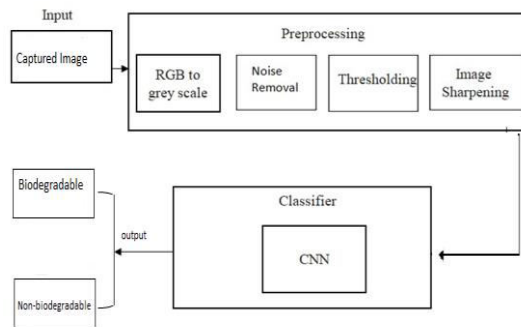 Input
Captured Image
Preprocessing
RGB to
grey scale
Noise
Removal
Thresholding
Image
Sharpening
Biodegradable
output
Non-biodegradable
Classifier
CNN